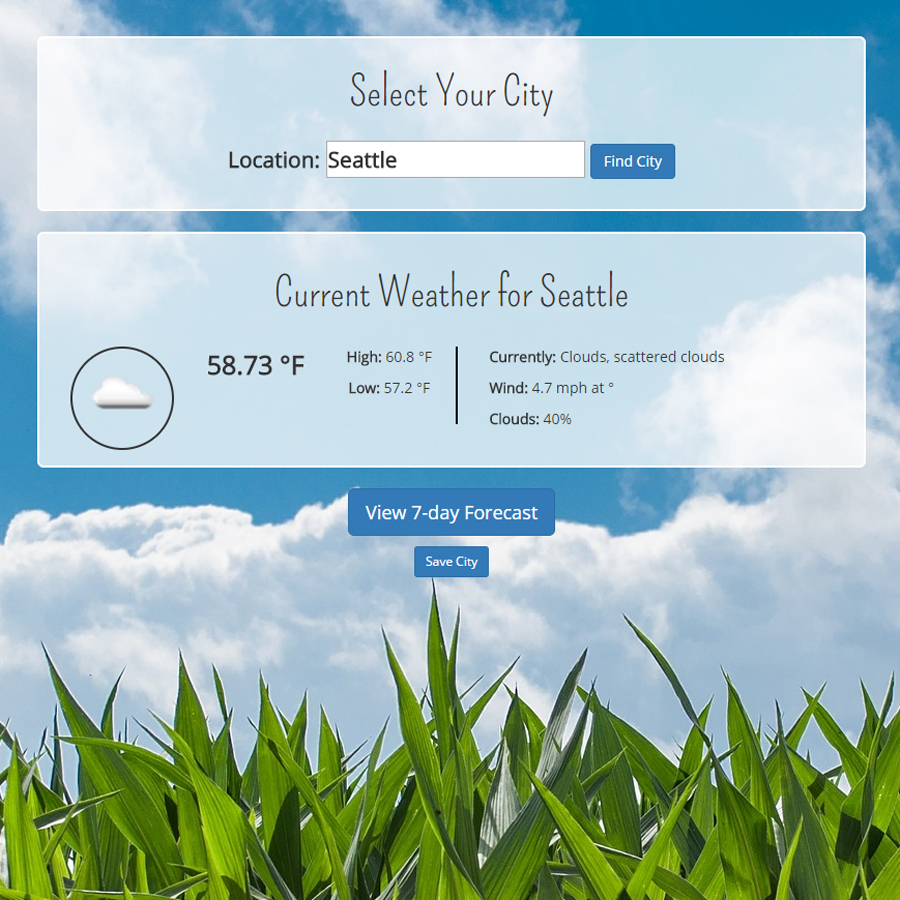 Select Your City
Location: Seattle Find City
Current Weather for Seattle
58.73 °F
High: 60.8 °F
Low: 57.2 °F
Currently: Clouds, scattered clouds
Wind: 4.7 mph at °
Clouds: 40%
View 7-day Forecast
Save City